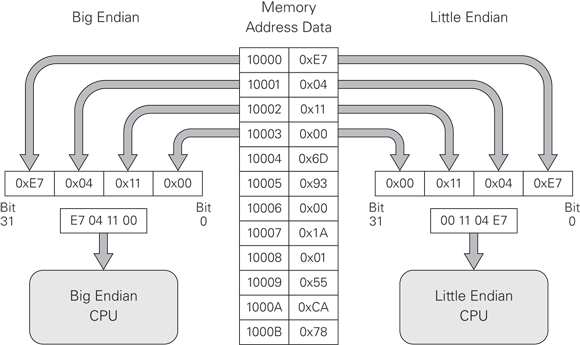 Big Endian
Memory
Address Data
Little Endian
10000 0xE7
10001 0x04
10002 0x11
10003 0x00
10004 0x6D
10005 0x93
10006 0x00
10007 0x1A
10008 0x01
10009 0x55
1000A 0xCA
1000B 0x78
0xE7 0x04 0x11 0x00
Bit
31
Bit
0
E7 04 11 00
Big Endian
CPU
0x00 0x11 0x04 0xE7
Bit
31
Bit
0
00 11 04 E7
Little Endian
CPU